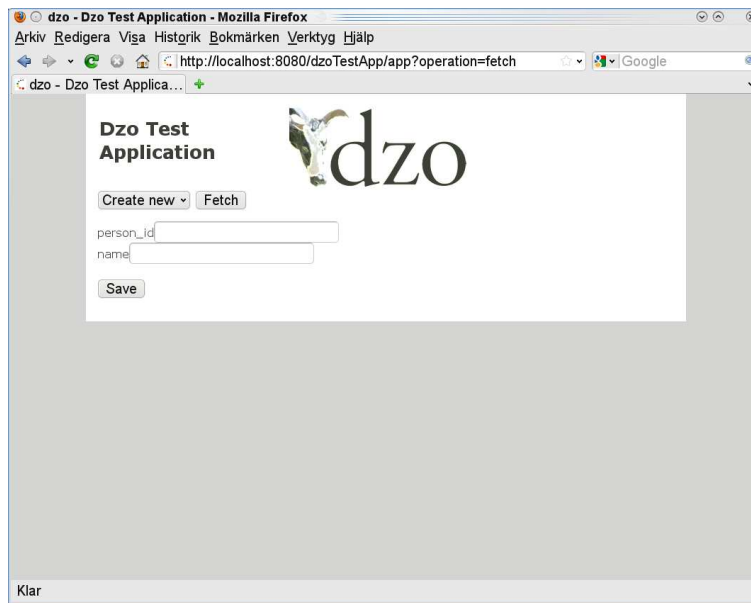 dzo - Dzo Test Application - Mozilla Firefox
Arkiv Redigera Visa Historik Bokmärken Verktyg Hjälp
http://localhost:8080/dzoTestApp/app?operation=fetch Google
dzo - Dzo Test Applica...
Dzo Test
Application
dzo
Create new Fetch
person_id
name
Save
Klar